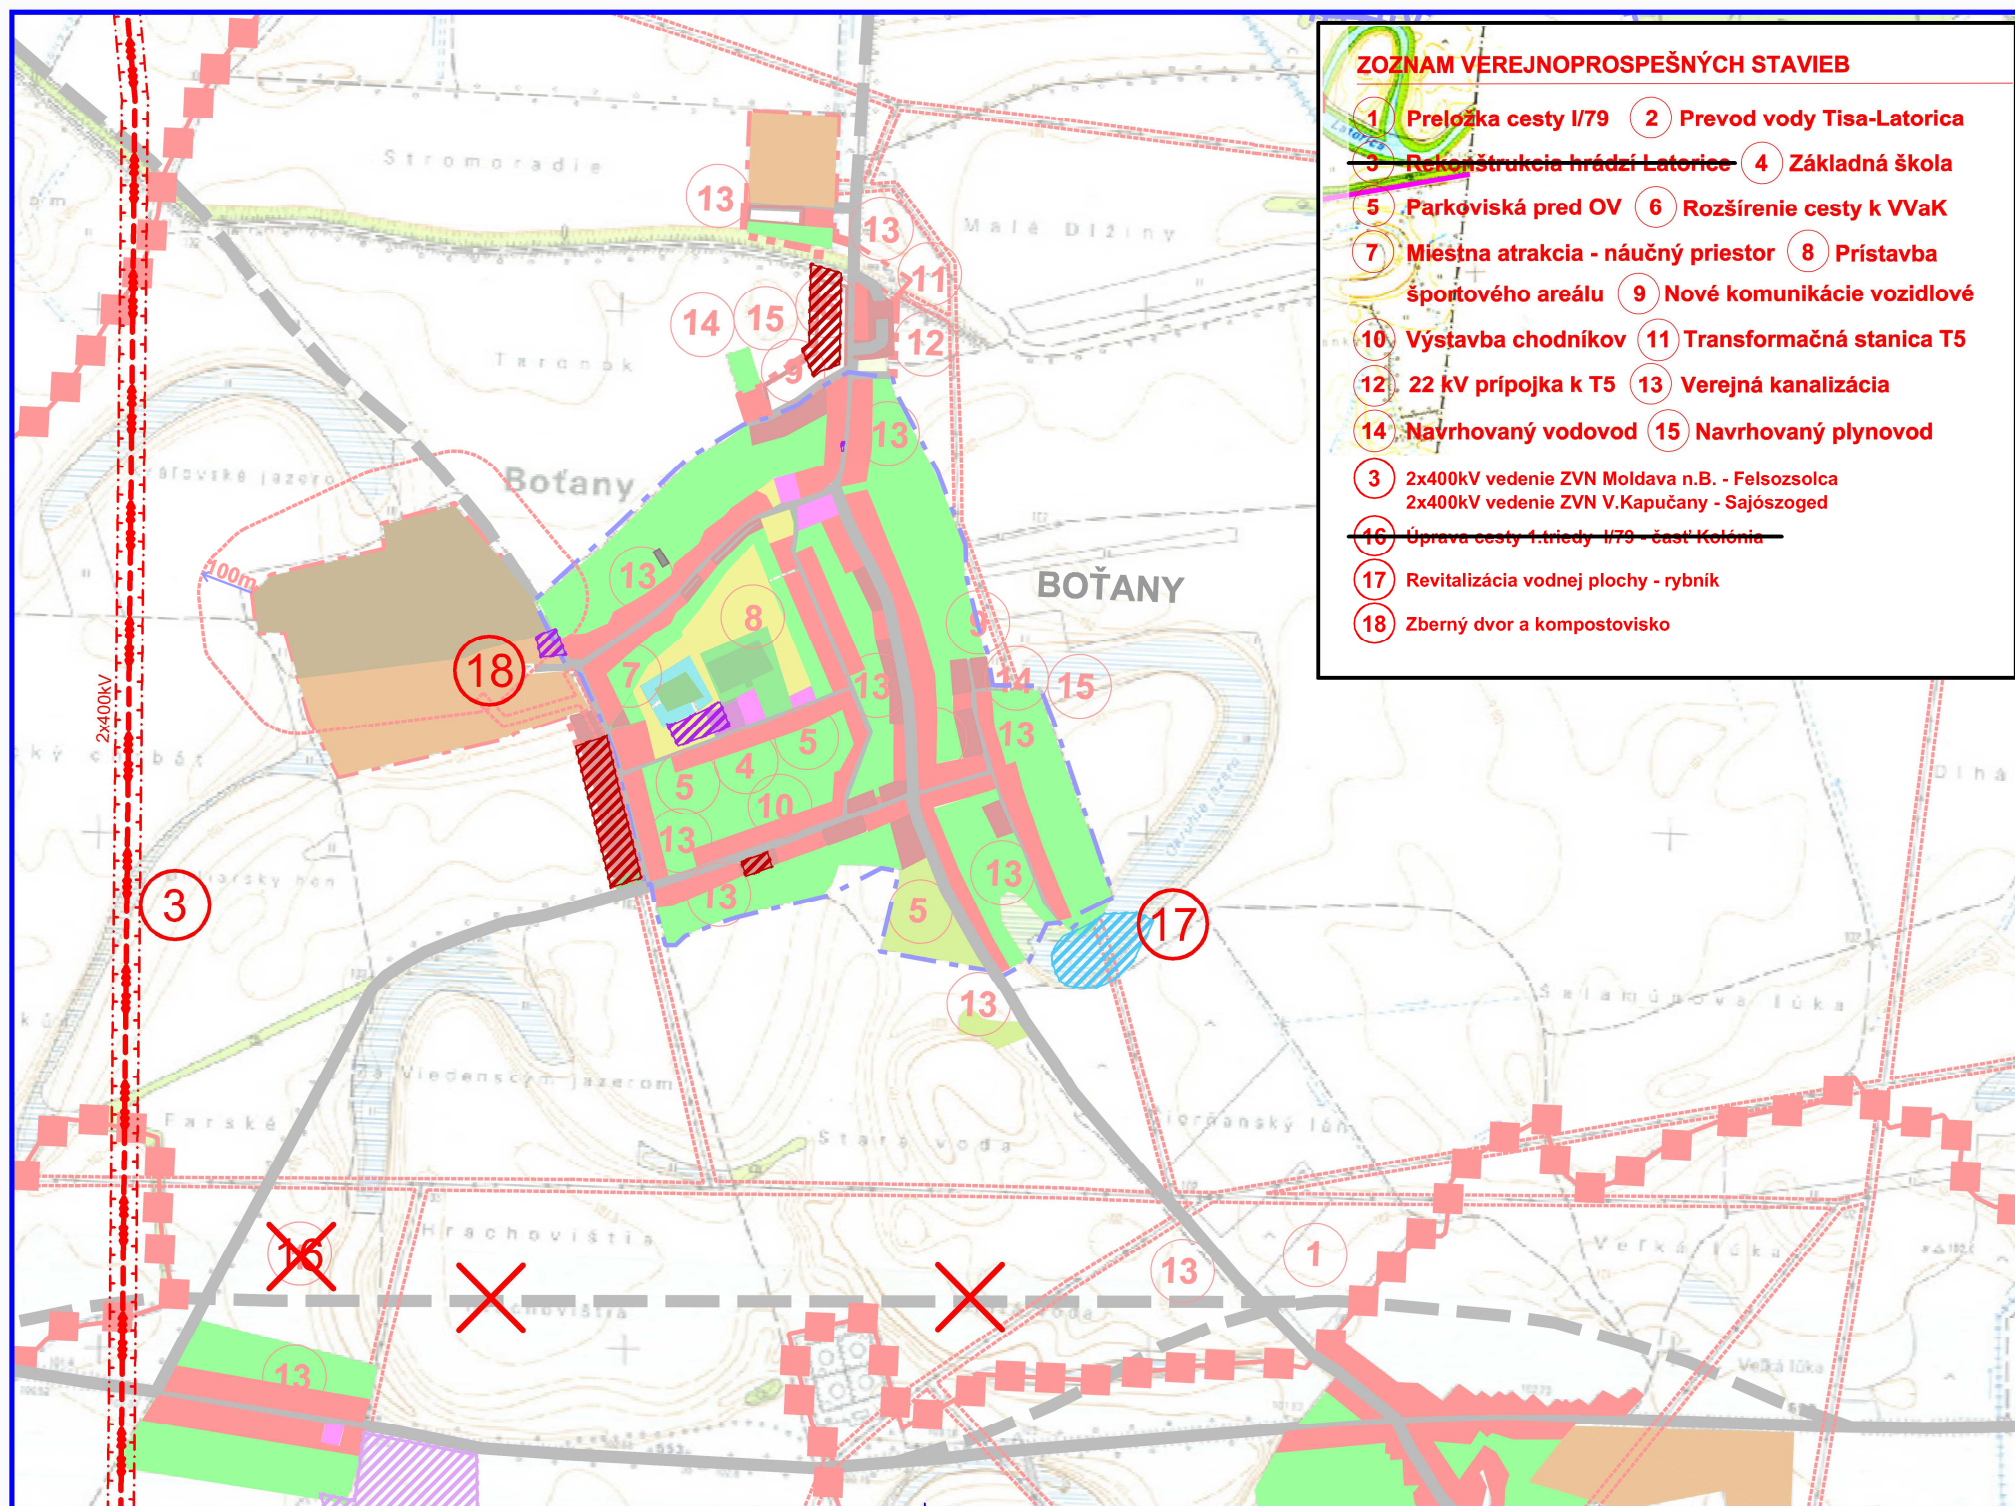 ZOZNAM VEREJNOPROSPEŠNÝCH STAVIEB
1 Preložka cesty I/79 2 Prevod vody Tisa-Latorica
3 Rekonštrukcia hrádzí Latorice 4 Základná škola
5 Parkoviská pred OV 6 Rozšírenie cesty k VVaK
7 Miestna atrakcia - náučný priestor 8 Prístavba
športového areálu 9 Nové komunikácie vozidlové
10 Výstavba chodníkov 11 Transformačná stanica T5
12 22 kV prípojka k T5 13 Verejná kanalizácia
14 Navrhovaný vodovod 15 Navrhovaný plynovod
3 2x400kV vedenie ZVN Moldava n.B. - Felsozsolca
2x400kV vedenie ZVN V.Kapučany - Sajószoged
16 Úprava cesty 1.triedy I/79 - časť Kolónia
17 Revitalizácia vodnej plochy - rybník
18 Zberný dvor a kompostovisko
Latorica
Stromoradie
13
13
Malé Dlžiny
11
14 15
12
Taronok
9
13
Boťany
100m
13
BOŤANY
8
9
18
7
13
14 15
13
2x400kV
5
4
5
10
13
13
13
5
3
17
13
Dlhá
Šalamúnova lúka
Viedenským jazerom
Farské
Stará voda
Hrachovištia
16
13
1
Veľká lúka
Veľká lúka
13
553